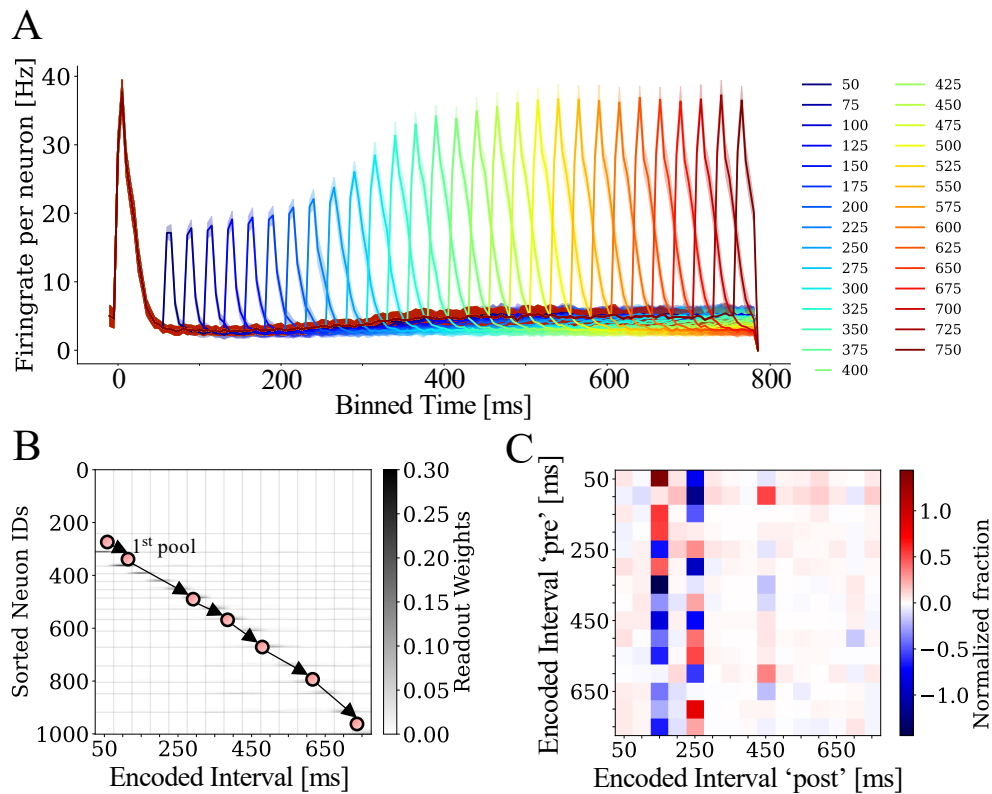 A
Firingrate per neuron [Hz]
40
30
20
10
0
0 200 400 600 800
Binned Time [ms]
50 425
75 450
100 475
125 500
150 525
175 550
200 575
225 600
250 625
275 650
300 675
325 700
350 725
375 750
400
B
Sorted Neuron IDs
0
200
400
600
800
1000
1st pool
50 250 450 650
Encoded Interval [ms]
0.30
0.25
0.20
0.15
0.10
0.05
0.00
Readout Weights
C
Encoded Interval ‘pre’ [ms]
50
250
450
650
50 250 450 650
Encoded Interval ‘post’ [ms]
1.0
0.5
0.0
−0.5
−1.0
Normalized fraction